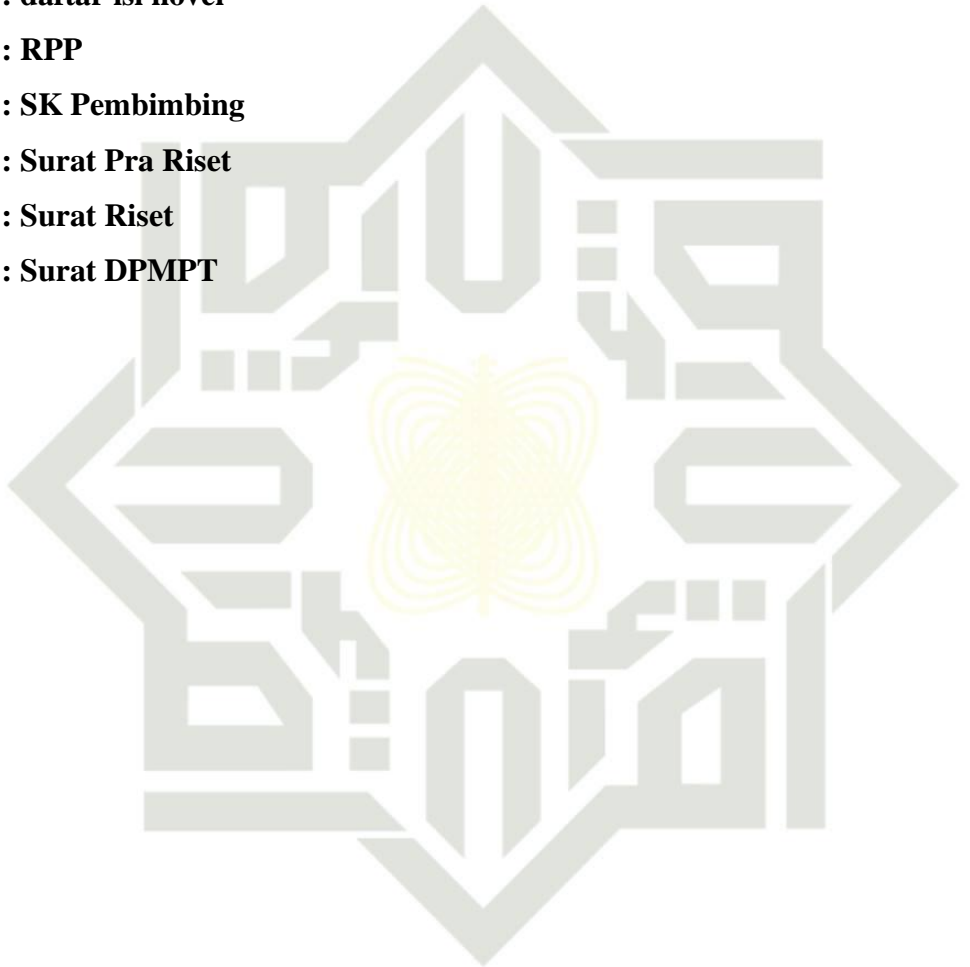 : daftar isi novel
: RPP
: SK Pembimbing
: Surat Pra Riset
: Surat Riset
: Surat DPMPT